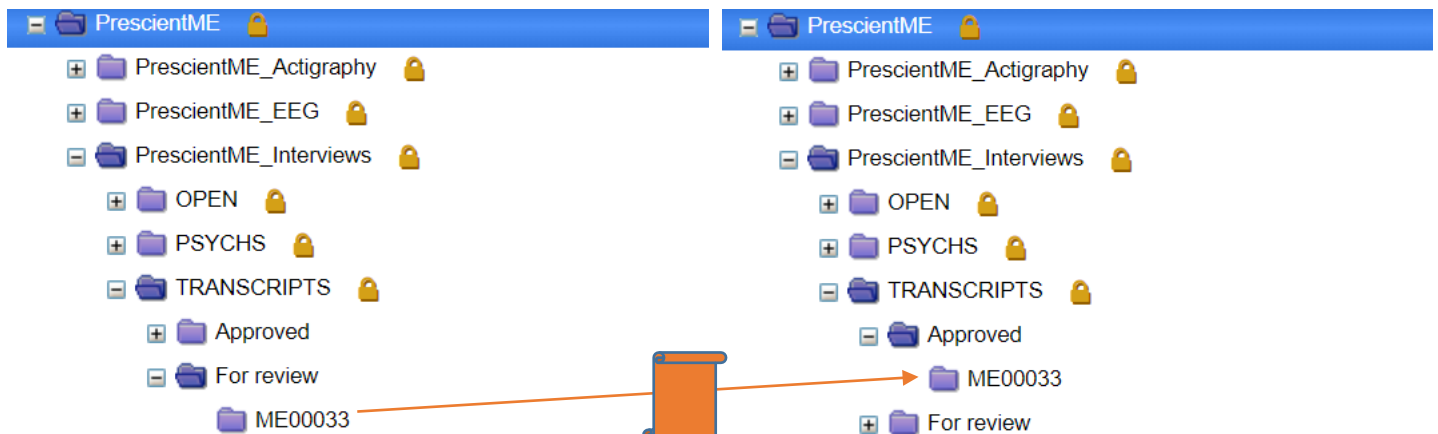 PrescientME
PrescientME_Actigraphy
PrescientME_EEG
PrescientME_Interviews
OPEN
PSYCHS
TRANSCRIPTS
Approved
For review
ME00033
PrescientME
PrescientME_Actigraphy
PrescientME_EEG
PrescientME_Interviews
OPEN
PSYCHS
TRANSCRIPTS
Approved
ME00033
For review